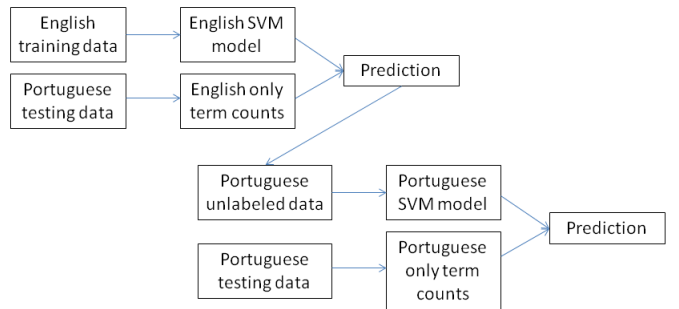 English
training data
English SVM
model
Portuguese
testing data
English only
term counts
Prediction
Portuguese
unlabeled data
Portuguese
SVM model
Portuguese
testing data
Portuguese
only term
counts
Prediction